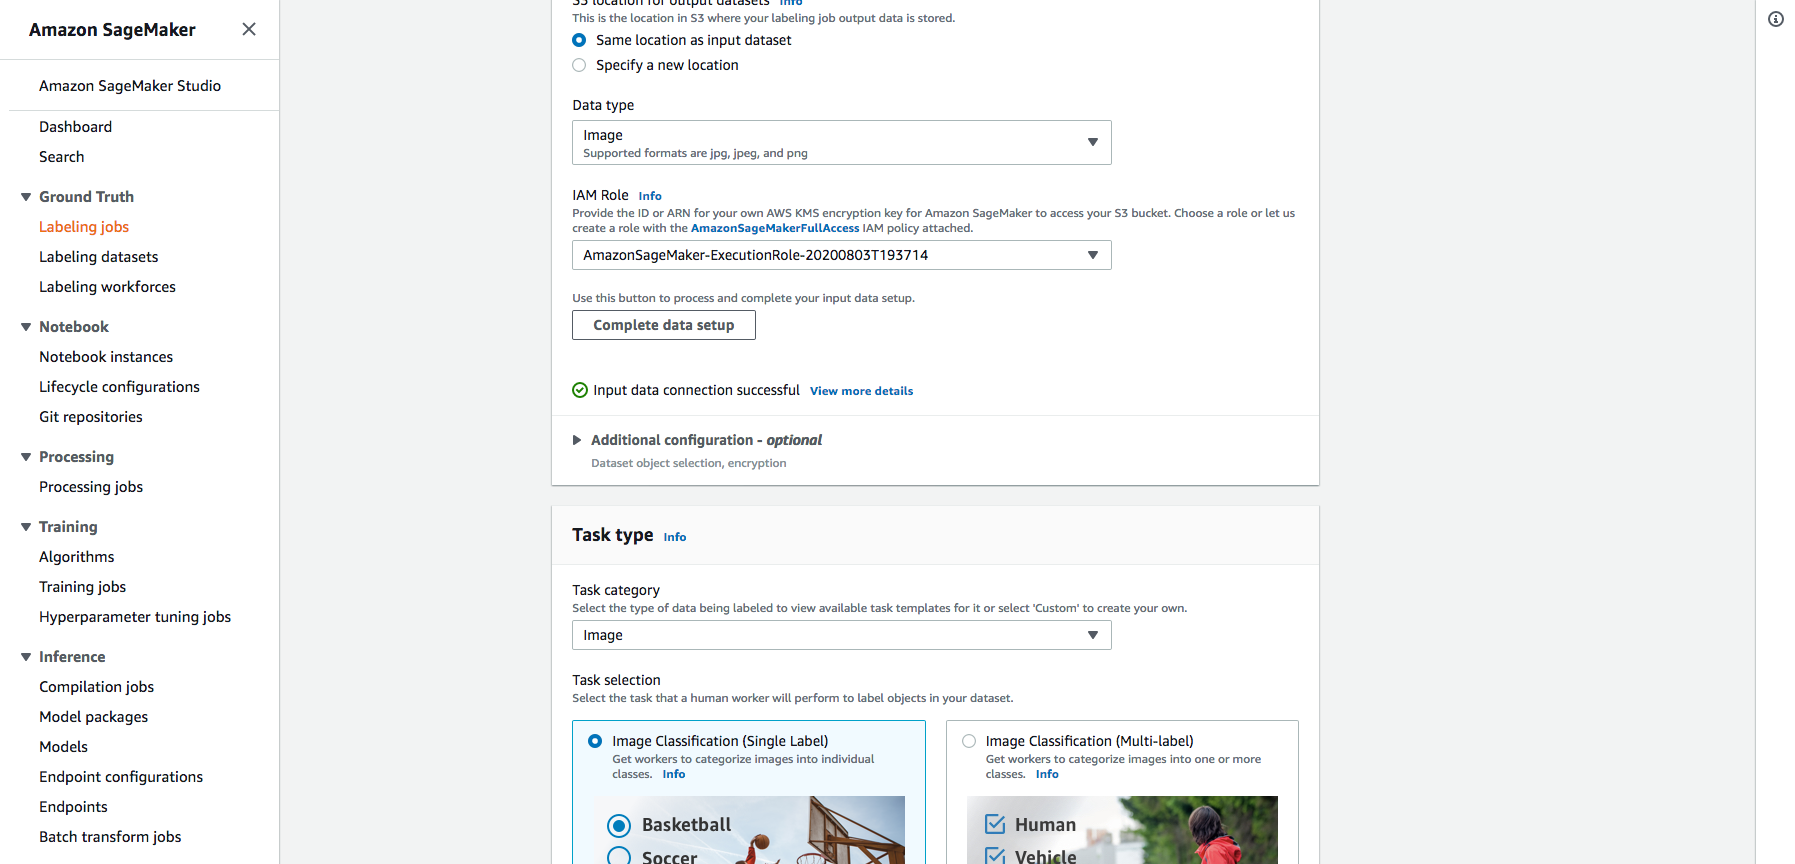 Amazon SageMaker
Amazon SageMaker Studio
Dashboard
Search
Ground Truth
Labeling jobs
Labeling datasets
Labeling workforces
Notebook
Notebook instances
Lifecycle configurations
Git repositories
Processing
Processing jobs
Training
Algorithms
Training jobs
Hyperparameter tuning jobs
Inference
Compilation jobs
Model packages
Models
Endpoint configurations
Endpoints
Batch transform jobs
S3 location for output datasets Info
This is the location in S3 where your labeling job output data is stored.
Same location as input dataset
Specify a new location
Data type
Image
Supported formats are jpg, jpeg, and png
IAM Role Info
Provide the ID or ARN for your own AWS KMS encryption key for Amazon SageMaker to access your S3 bucket. Choose a role or let us
create a role with the AmazonSageMakerFullAccess IAM policy attached.
AmazonSageMaker-ExecutionRole-20200803T193714
Use this button to process and complete your input data setup.
Complete data setup
Input data connection successful View more details
Additional configuration - optional
Dataset object selection, encryption
Task type Info
Task category
Select the type of data being labeled to view available task templates for it or select 'Custom' to create your own.
Image
Task selection
Select the task that a human worker will perform to label objects in your dataset.
Image Classification (Single Label)
Get workers to categorize images into individual
classes. Info
Basketball
Soccer
Image Classification (Multi-label)
Get workers to categorize images into one or more
classes. Info
Human
Vehicle